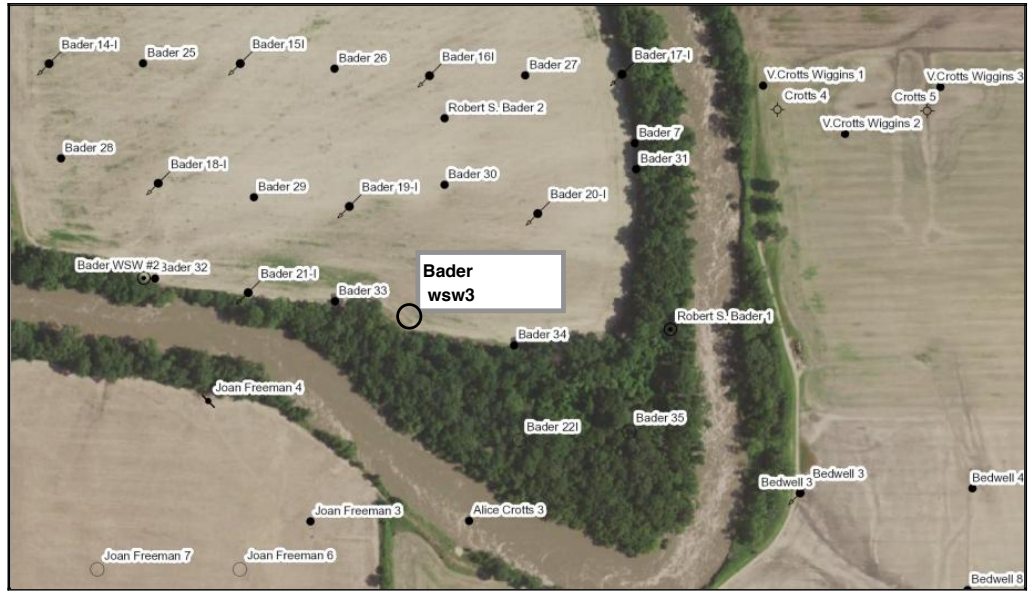 Bader 14-I
Bader 25
Bader 15I
Bader 26
Bader 16I
Bader 27
Bader 17-I
V.Crotts Wiggins 1
V.Crotts Wiggins 3
Crotts 4
Crotts 5
Robert S. Bader 2
V.Crotts Wiggins 2
Bader 7
Bader 28
Bader 31
Bader 18-I
Bader 29
Bader 19-I
Bader 30
Bader 20-I
Bader WSW #2
Bader 32
Bader 21-I
Bader
wsw3
Bader 33
Robert S. Bader 1
Bader 34
Joan Freeman 4
Bader 22I
Bader 35
Bedwell 3
Bedwell 3
Bedwell 4
Joan Freeman 3
Alice Crotts 3
Joan Freeman 7
Joan Freeman 6
Bedwell 8